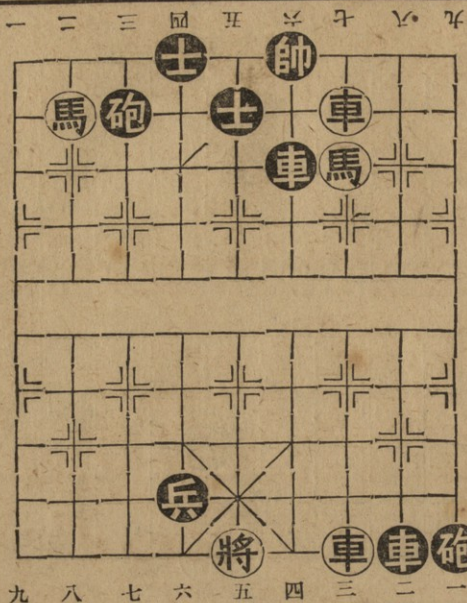 一 二 三 四 五 六 七 八 九
士 帥
馬 砲 士 車
車 馬
兵
將 車 車 砲
九 八 七 六 五 四 三 二 一